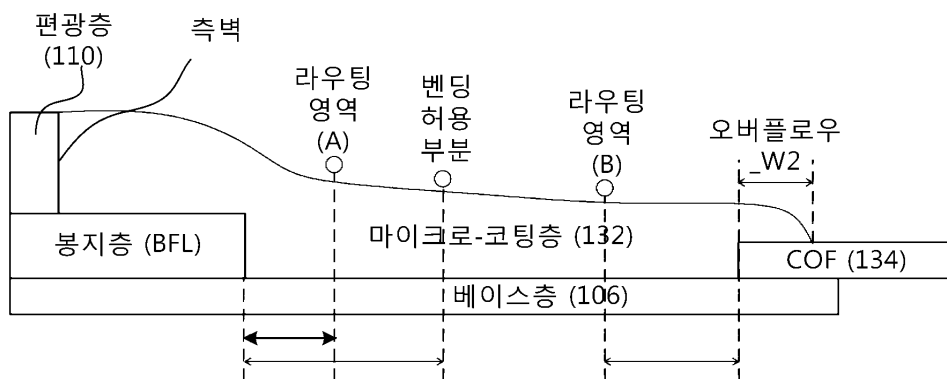 편광층
(110)
측벽
라우팅
영역
(A)
벤딩
허용
부분
라우팅
영역
(B)
오버플로우
_W2
봉지층 (BFL)
마이크로-코팅층 (132)
COF (134)
베이스층 (106)